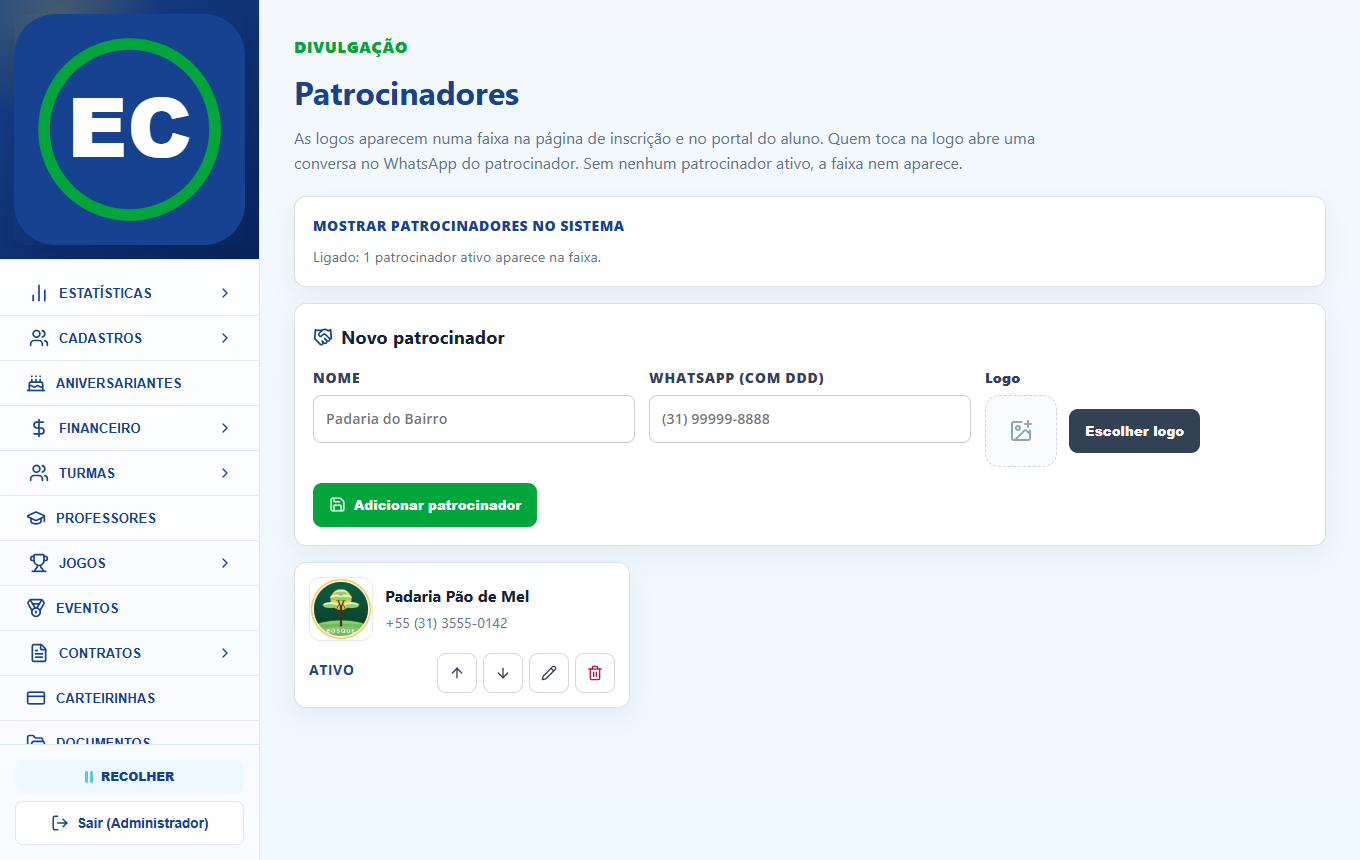 EC
ESTATÍSTICAS
CADASTROS
ANIVERSARIANTES
FINANCEIRO
TURMAS
PROFESSORES
JOGOS
EVENTOS
CONTRATOS
CARTEIRINHAS
DOCUMENTOS
RECOLHER
Sair (Administrador)
DIVULGAÇÃO
Patrocinadores
As logos aparecem numa faixa na página de inscrição e no portal do aluno. Quem toca na logo abre uma
conversa no WhatsApp do patrocinador. Sem nenhum patrocinador ativo, a faixa nem aparece.
MOSTRAR PATROCINADORES NO SISTEMA
Ligado: 1 patrocinador ativo aparece na faixa.
Novo patrocinador
NOME
WHATSAPP (COM DDD)
Logo
Padaria do Bairro
(31) 99999-8888
Escolher logo
Adicionar patrocinador
BOSQUE
Padaria Pão de Mel
+55 (31) 3555-0142
ATIVO